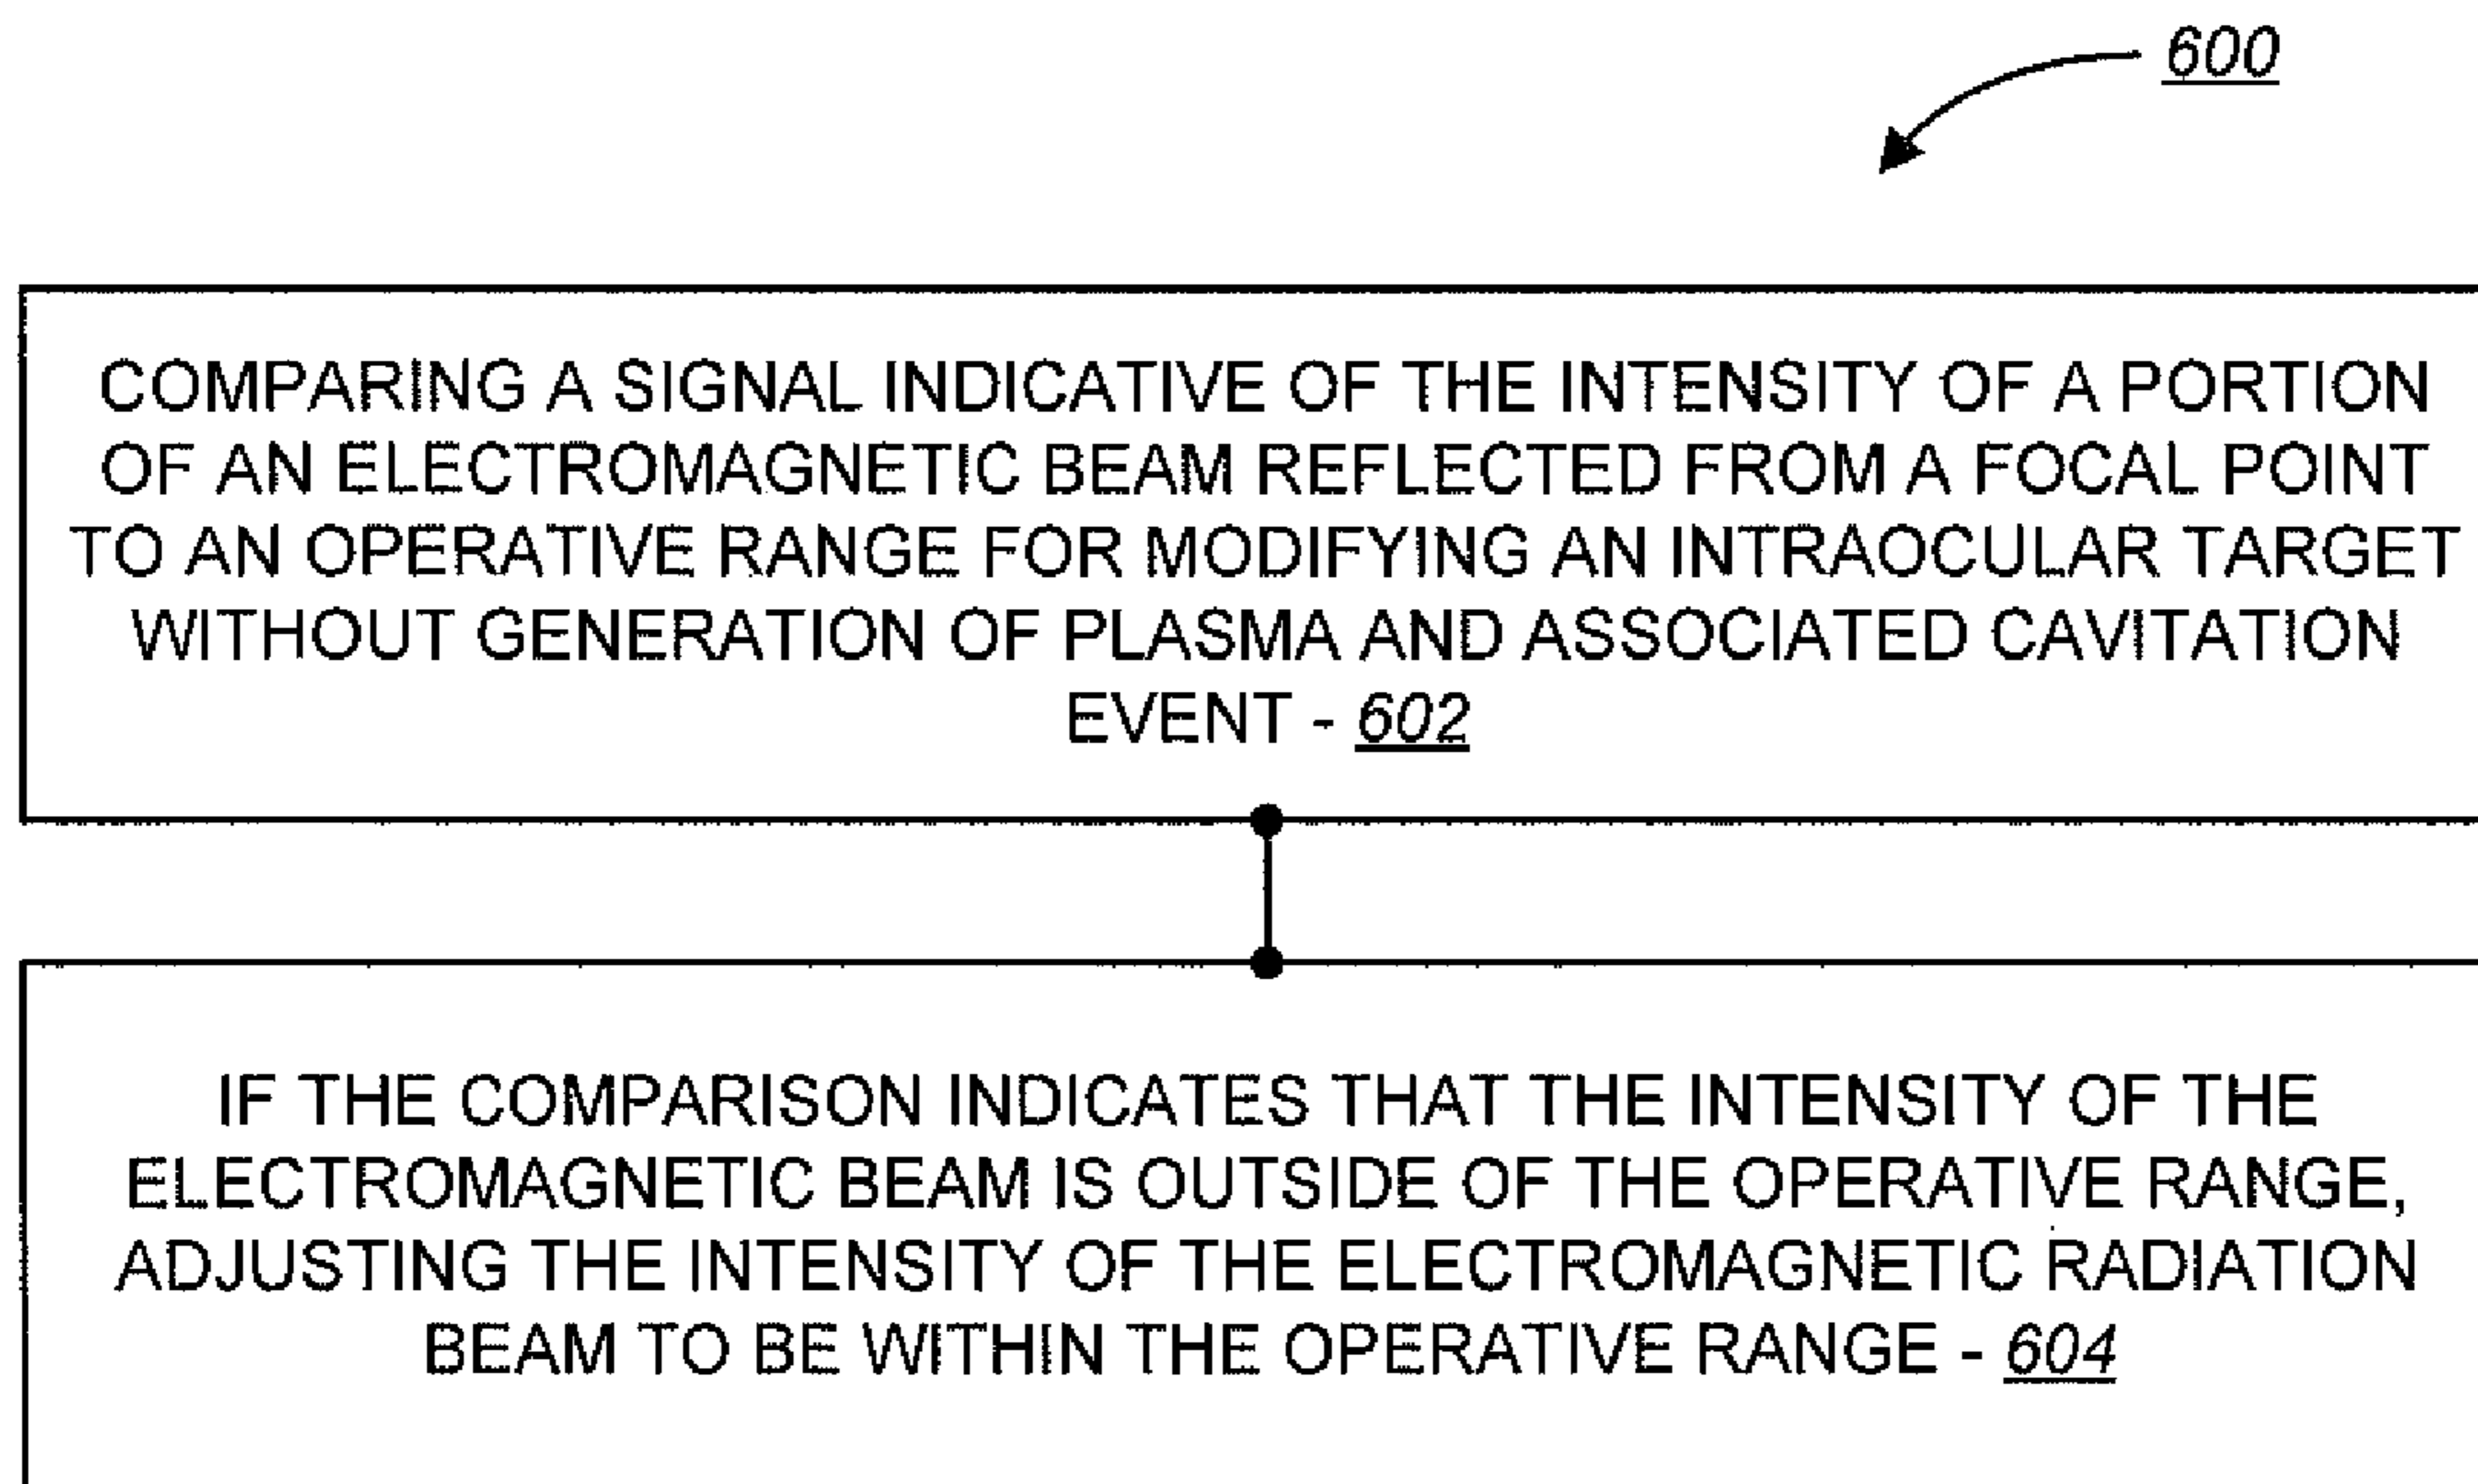 600
COMPARING A SIGNAL INDICATIVE OF THE INTENSITY OF A PORTION
OF AN ELECTROMAGNETIC BEAM REFLECTED FROM A FOCAL POINT
TO AN OPERATIVE RANGE FOR MODIFYING AN INTRAOCULAR TARGET
WITHOUT GENERATION OF PLASMA AND ASSOCIATED CAVITATION
EVENT - 602
IF THE COMPARISON INDICATES THAT THE INTENSITY OF THE
ELECTROMAGNETIC BEAM IS OUTSIDE OF THE OPERATIVE RANGE,
ADJUSTING THE INTENSITY OF THE ELECTROMAGNETIC RADIATION
BEAM TO BE WITHIN THE OPERATIVE RANGE - 604